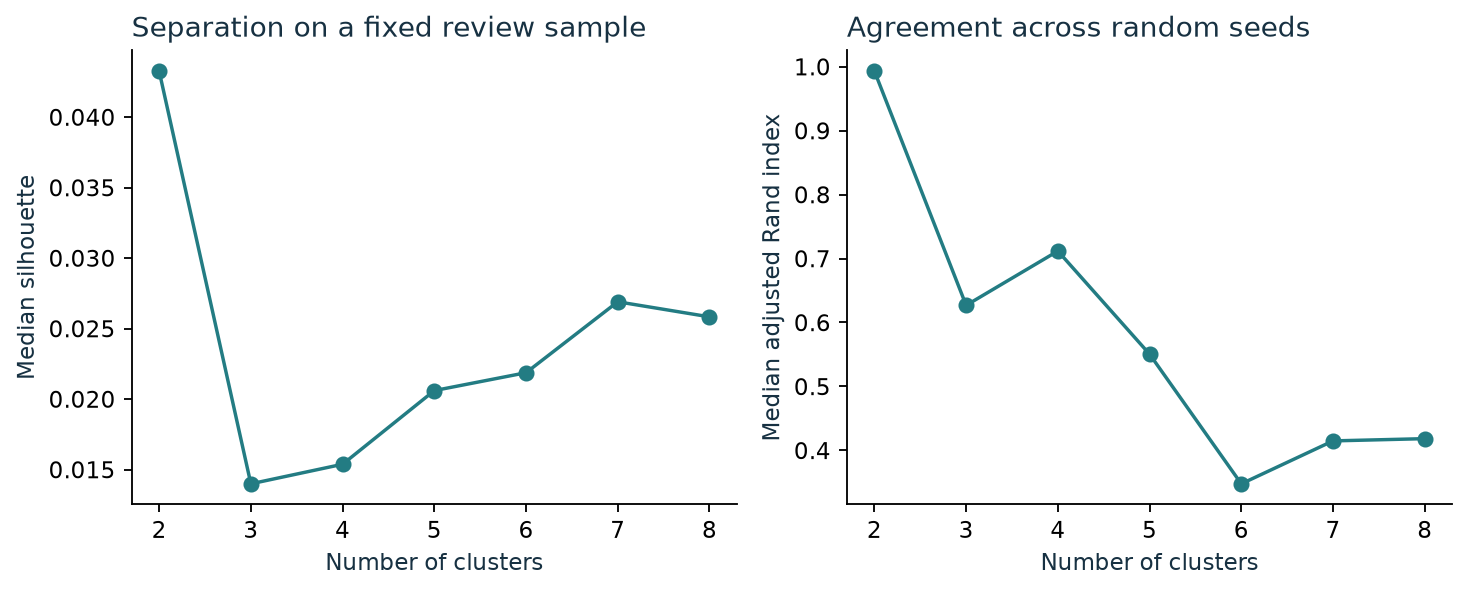 Separation on a fixed review sample
Median silhouette
0.040
0.035
0.030
0.025
0.020
0.015
2 3 4 5 6 7 8
Number of clusters
Agreement across random seeds
Median adjusted Rand index
1.0
0.9
0.8
0.7
0.6
0.5
0.4
2 3 4 5 6 7 8
Number of clusters